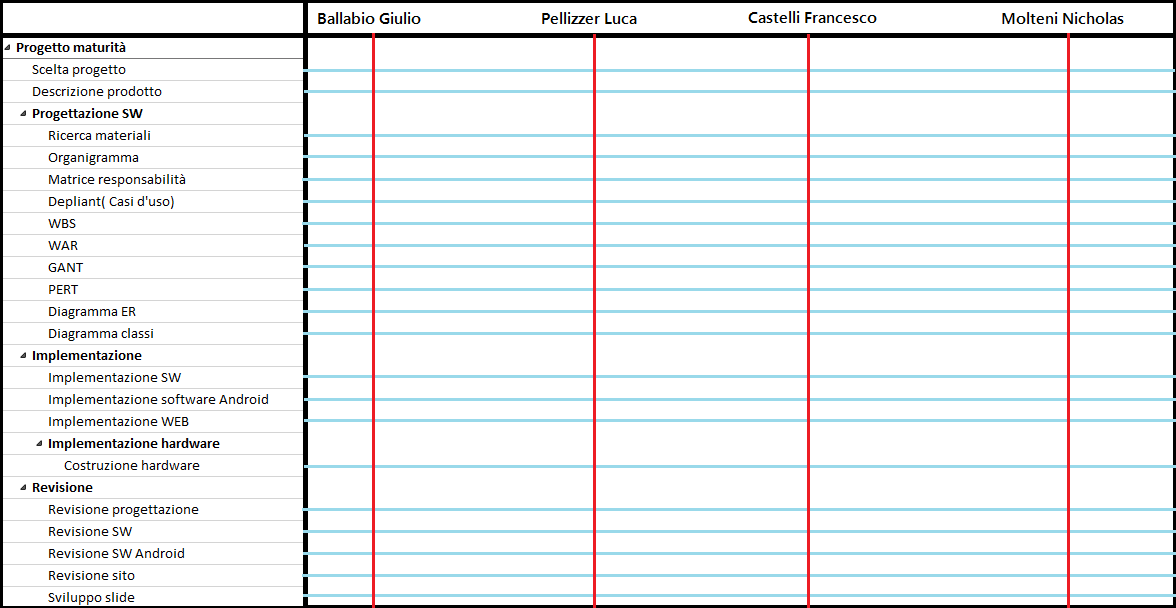 Ballabio Giulio Pellizzer Luca Castelli Francesco Molteni Nicholas
Progetto maturità
Scelta progetto
Descrizione prodotto
Progettazione SW
Ricerca materiali
Organigramma
Matrice responsabilità
Depliant( Casi d'uso)
WBS
WAR
GANT
PERT
Diagramma ER
Diagramma classi
Implementazione
Implementazione SW
Implementazione software Android
Implementazione WEB
Implementazione hardware
Costruzione hardware
Revisione
Revisione progettazione
Revisione SW
Revisione SW Android
Revisione sito
Sviluppo slide